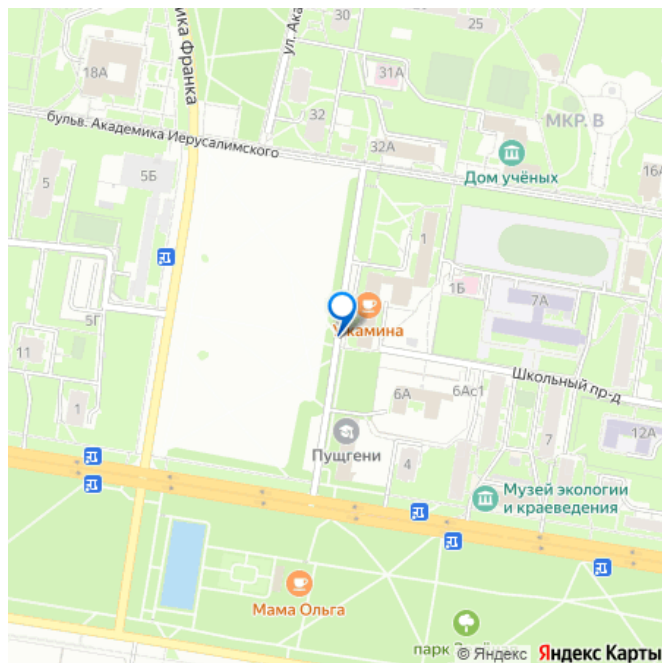 30
25
ул. Ака
ика Франка
18А
31А
32
бульв. Академика Иерусалимского
32А
МКР. В
Дом учёных
16А
5
5Б
1
1Б
7А
5Г
11
Школьный пр-д
6А
6Ас1
1
12А
7
Пущгени
4
Музей экологии
и краеведения
Мама Ольга
парк
© Яндекс Яндекс Карты